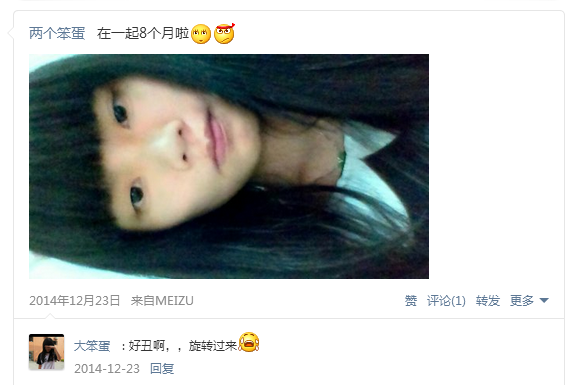 两个笨蛋 在一起8个月啦
2014年12月23日 来自MEIZU 赞 评论(1) 转发 更多
大笨蛋 ：好丑啊，，旋转过来
2014-12-23 回复